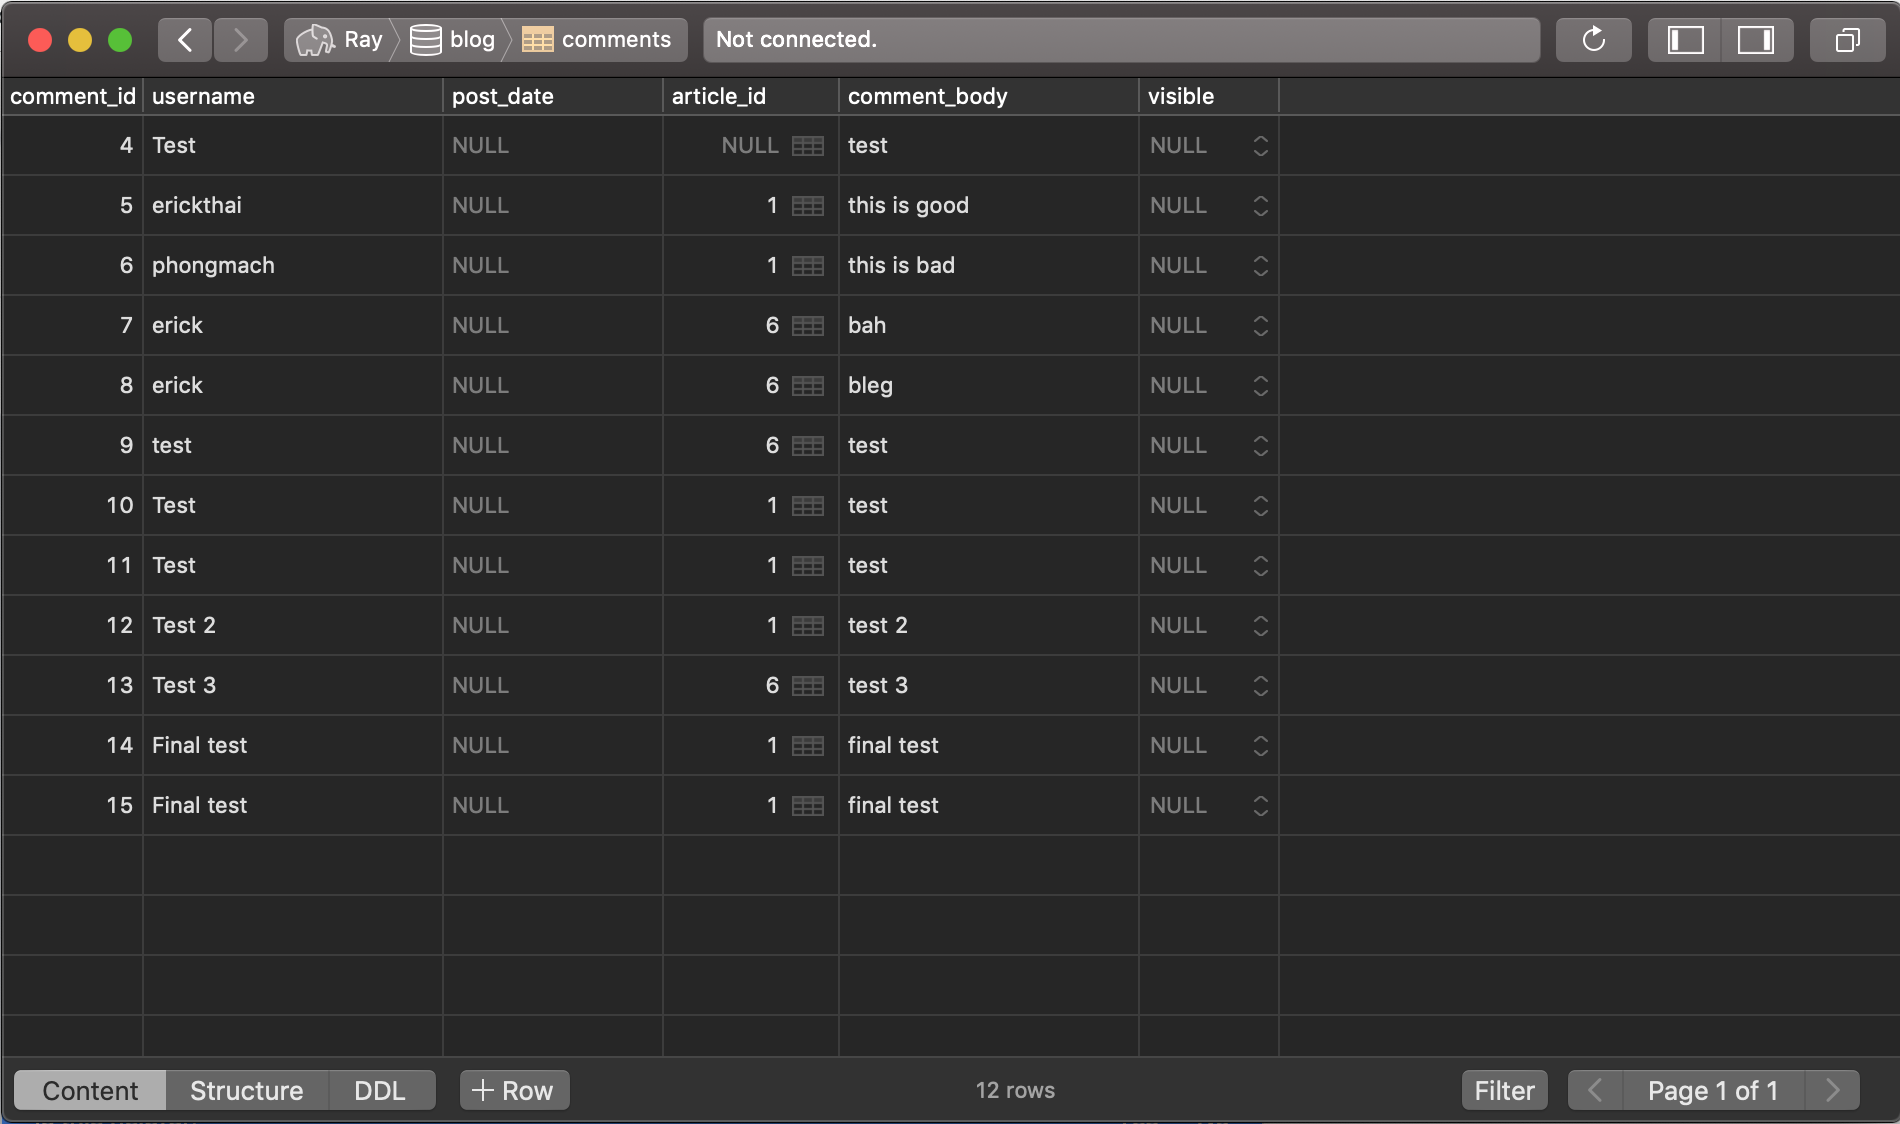 Ray blog comments Not connected.
comment_id username post_date article_id comment_body visible
4 Test NULL NULL test NULL
5 erickthai NULL 1 this is good NULL
6 phongmach NULL 1 this is bad NULL
7 erick NULL 6 bah NULL
8 erick NULL 6 bleg NULL
9 test NULL 6 test NULL
10 Test NULL 1 test NULL
11 Test NULL 1 test NULL
12 Test 2 NULL 1 test 2 NULL
13 Test 3 NULL 6 test 3 NULL
14 Final test NULL 1 final test NULL
15 Final test NULL 1 final test NULL
Content Structure DDL + Row 12 rows Filter Page 1 of 1